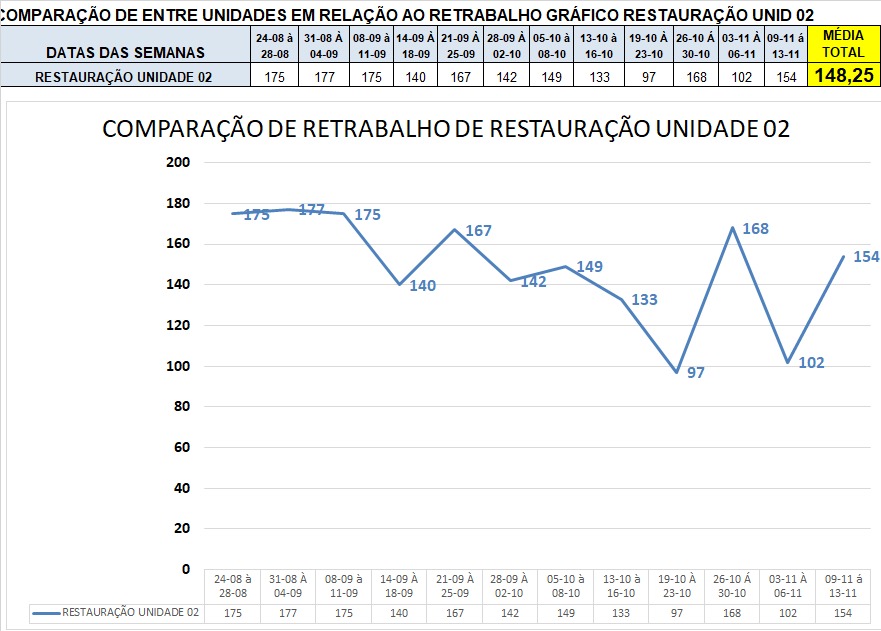 COMPARAÇÃO DE ENTRE UNIDADES EM RELAÇÃO AO RETRABALHO GRÁFICO RESTAURAÇÃO UNID 02
DATAS DAS SEMANAS 24-08 à 28-08 31-08 À 04-09 08-09 à 11-09 14-09 À 18-09 21-09 À 25-09 28-09 À 02-10 05-10 à 08-10 13-10 à 16-10 19-10 À 23-10 26-10 Á 30-10 03-11 À 06-11 09-11 á 13-11 MÉDIA TOTAL
RESTAURAÇÃO UNIDADE 02 175 177 175 140 167 142 149 133 97 168 102 154 148,25
COMPARAÇÃO DE RETRABALHO DE RESTAURAÇÃO UNIDADE 02
200
180
160
140
120
100
80
60
40
20
0
175 177 175 140 167 142 149 133 97 168 102 154
24-08 à 28-08 31-08 À 04-09 08-09 à 11-09 14-09 À 18-09 21-09 À 25-09 28-09 À 02-10 05-10 à 08-10 13-10 à 16-10 19-10 À 23-10 26-10 Á 30-10 03-11 À 06-11 09-11 á 13-11
RESTAURAÇÃO UNIDADE 02 175 177 175 140 167 142 149 133 97 168 102 154